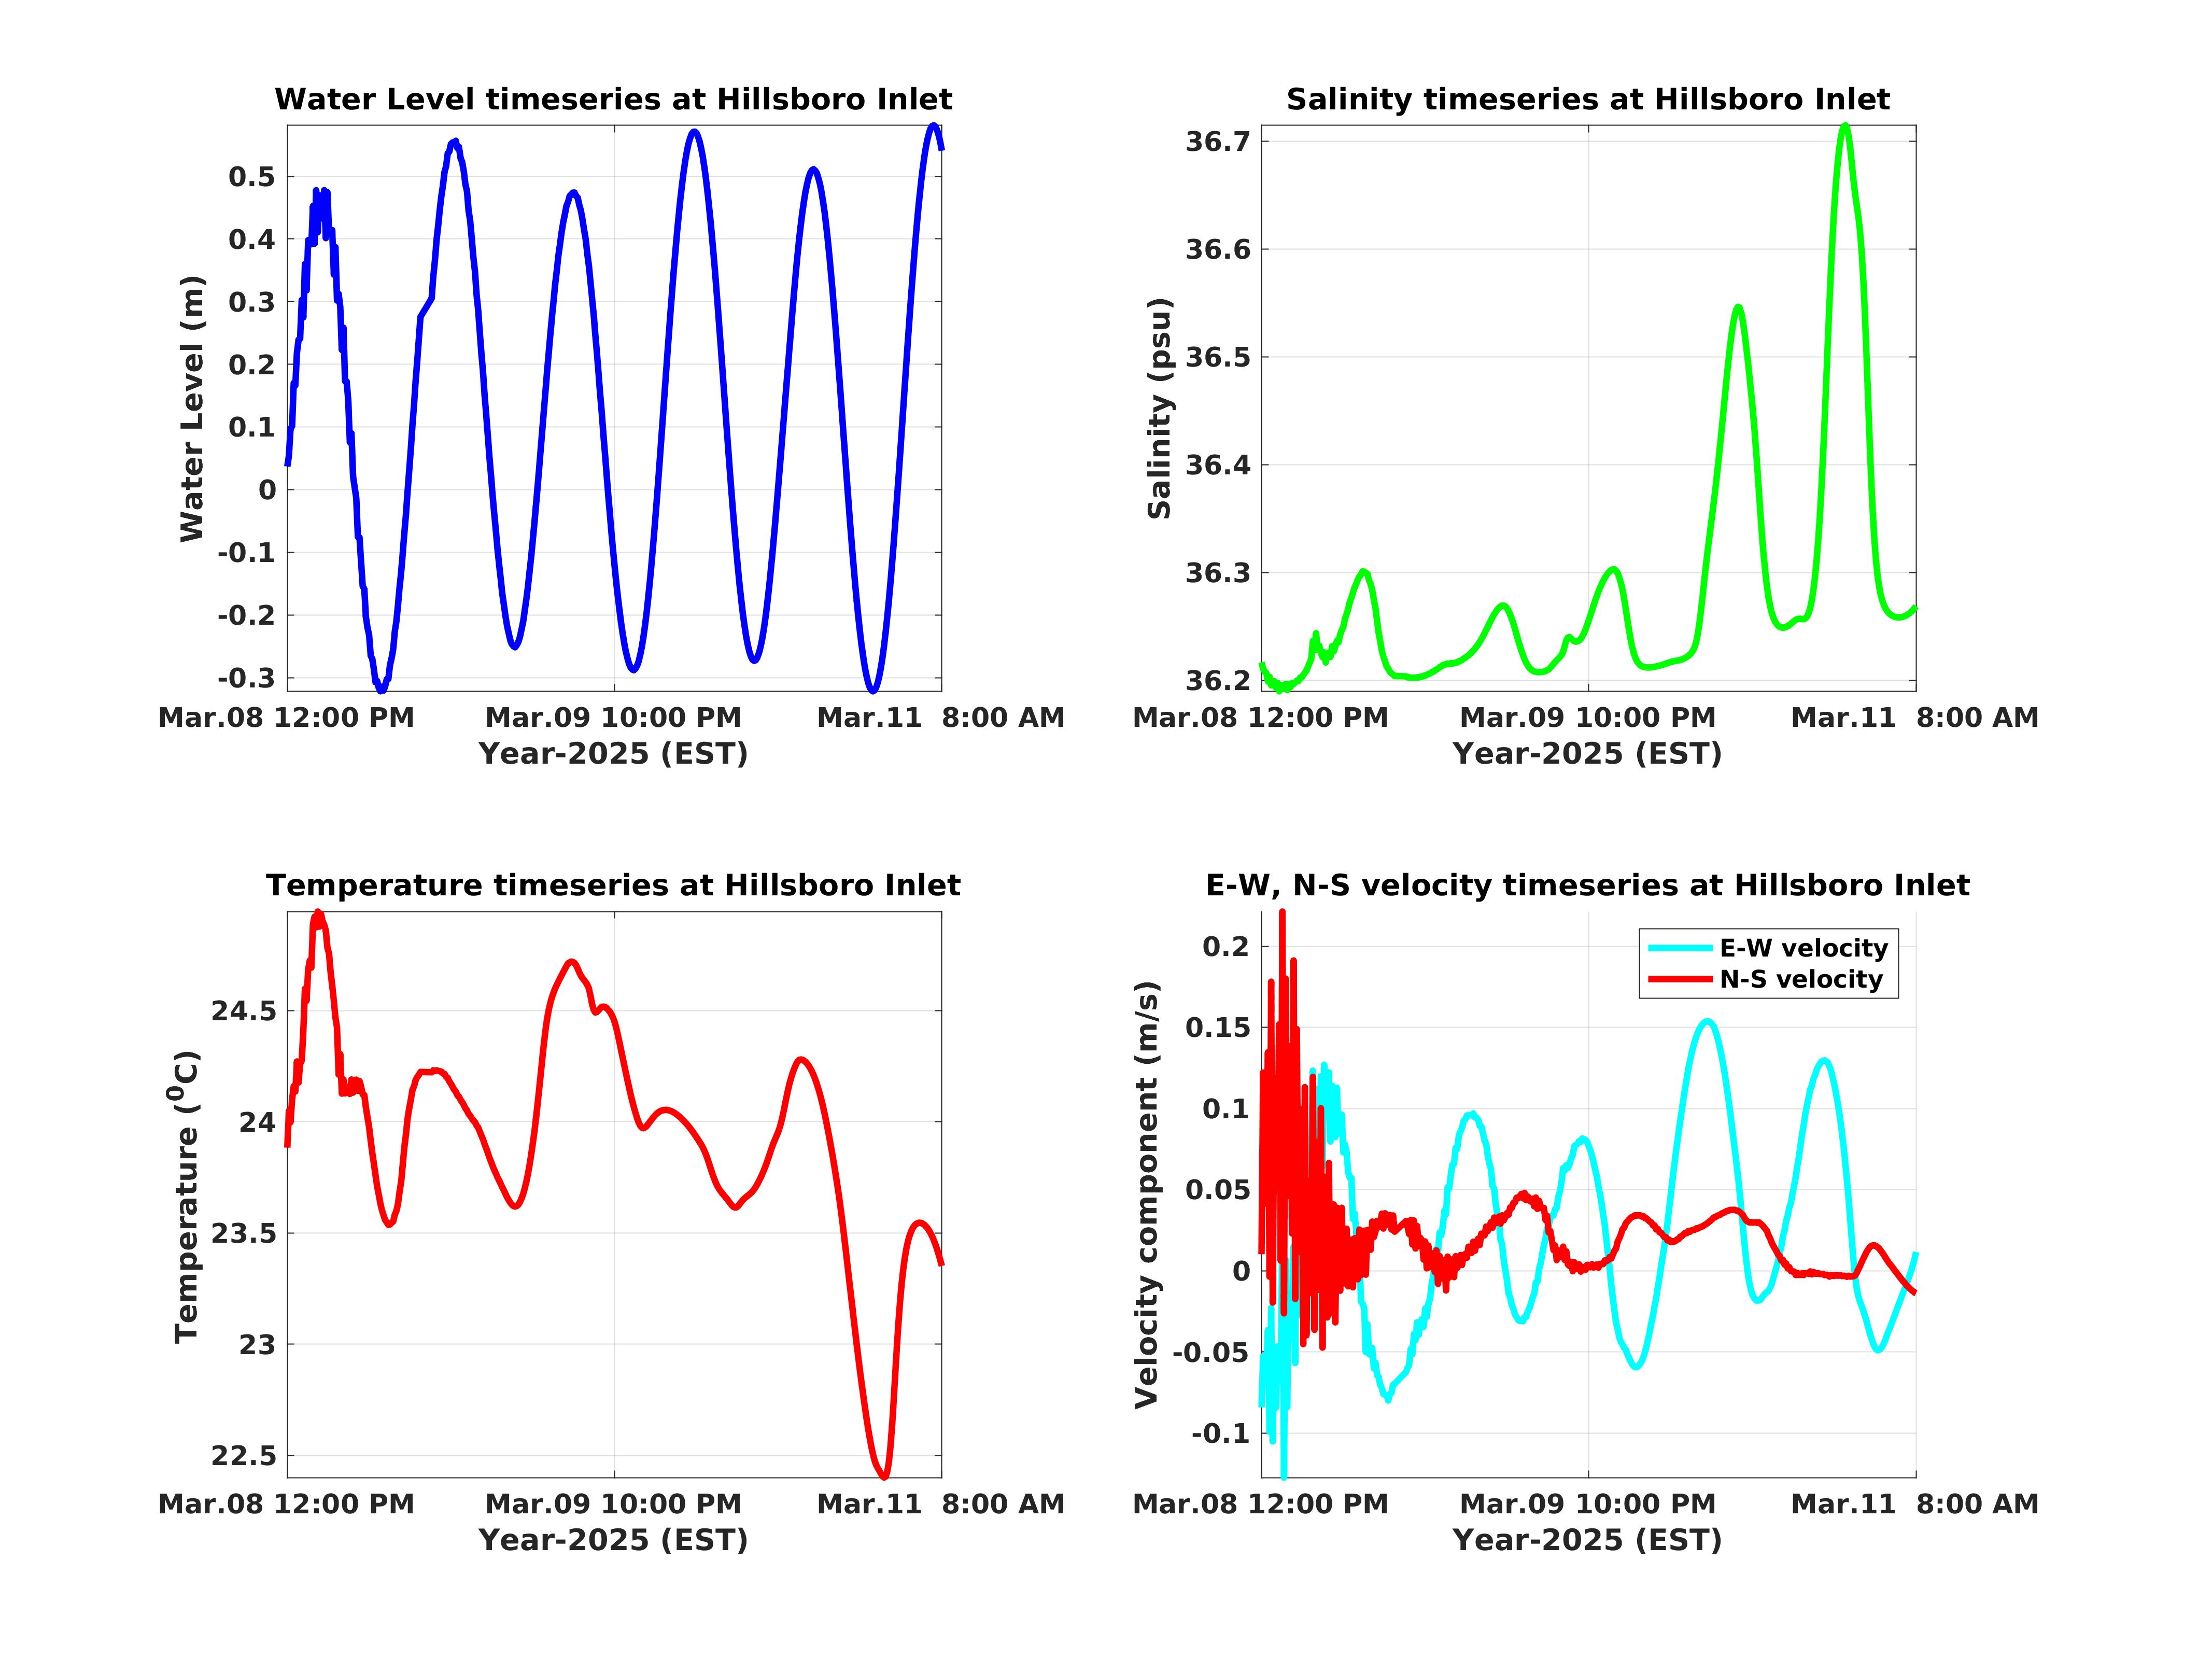 Water Level timeseries at Hillsboro Inlet
0.5
0.4
0.3
0.2
0.1
0
-0.1
-0.2
-0.3
Water Level (m)
Mar.08 12:00 PM Mar.09 10:00 PM Mar.11 8:00 AM
Year-2025 (EST)
Salinity timeseries at Hillsboro Inlet
36.7
36.6
36.5
36.4
36.3
36.2
Salinity (psu)
Mar.08 12:00 PM Mar.09 10:00 PM Mar.11 8:00 AM
Year-2025 (EST)
Temperature timeseries at Hillsboro Inlet
24.5
24
23.5
23
22.5
Temperature (⁰C)
Mar.08 12:00 PM Mar.09 10:00 PM Mar.11 8:00 AM
Year-2025 (EST)
E-W, N-S velocity timeseries at Hillsboro Inlet
E-W velocity
N-S velocity
0.2
0.15
0.1
0.05
0
-0.05
-0.1
Velocity component (m/s)
Mar.08 12:00 PM Mar.09 10:00 PM Mar.11 8:00 AM
Year-2025 (EST)